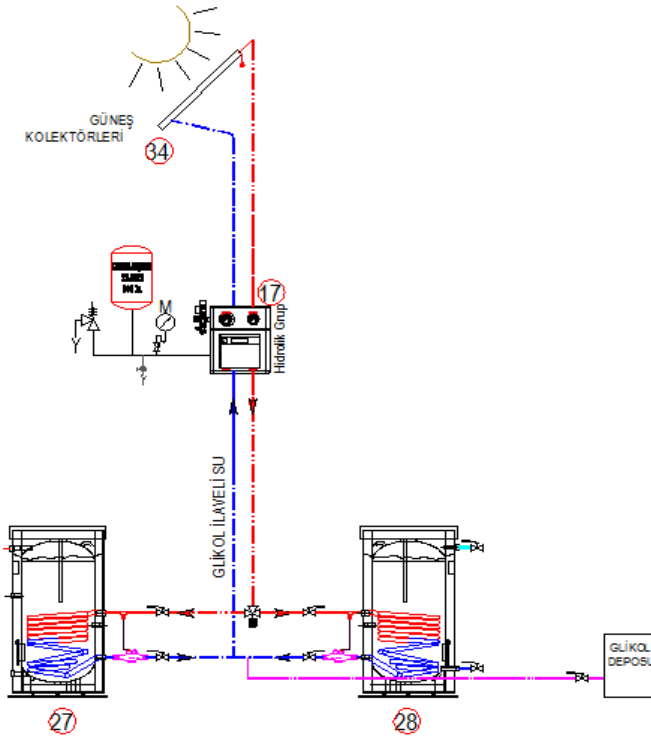 GÜNEŞ
KOLEKTÖRLERİ
34
17
M
Hidrolik Grup
GLİKOL İLAVELİ SU
GLİKOL
DEPOSU
27
28